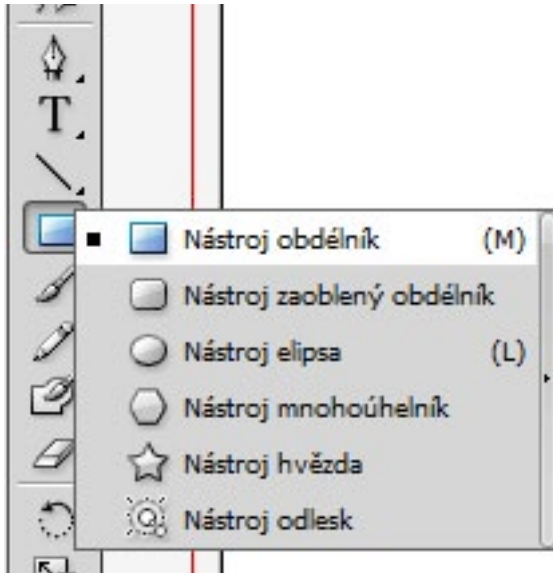 T
Nástroj obdélník (M)
Nástroj zaoblený obdélník
Nástroj elipsa (L)
Nástroj mnohoúhelník
Nástroj hvězda
Nástroj odlesk